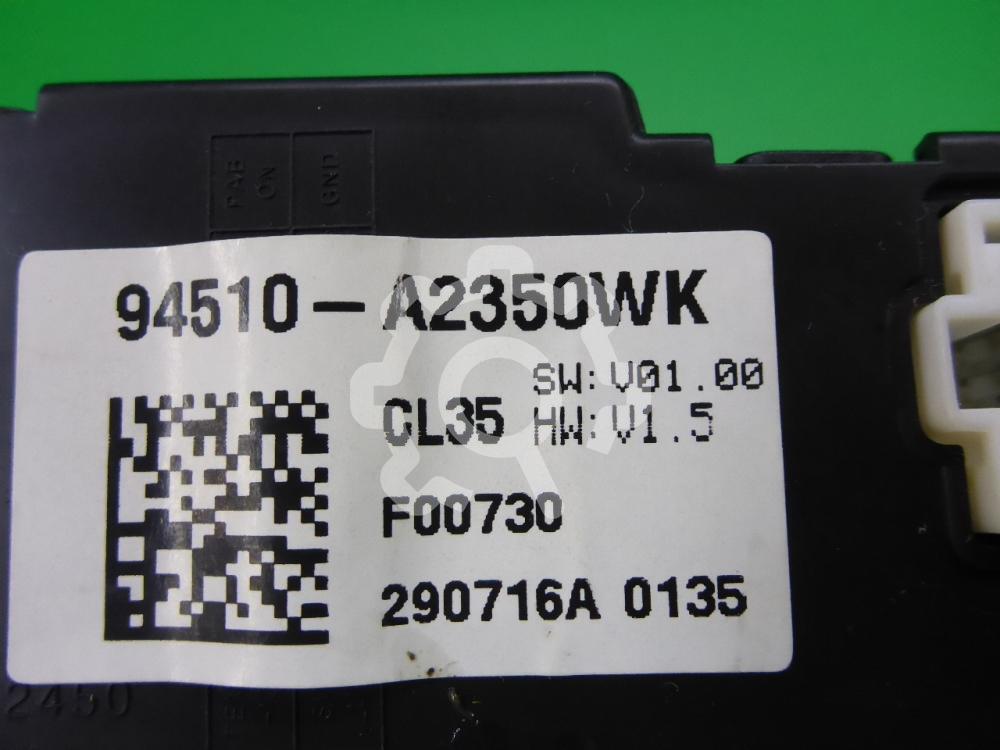 PAB
ON
GND
94510-A2350WK
CL35
SW:V01.00
HW:V1.5
F00730
290716A 0135
2450